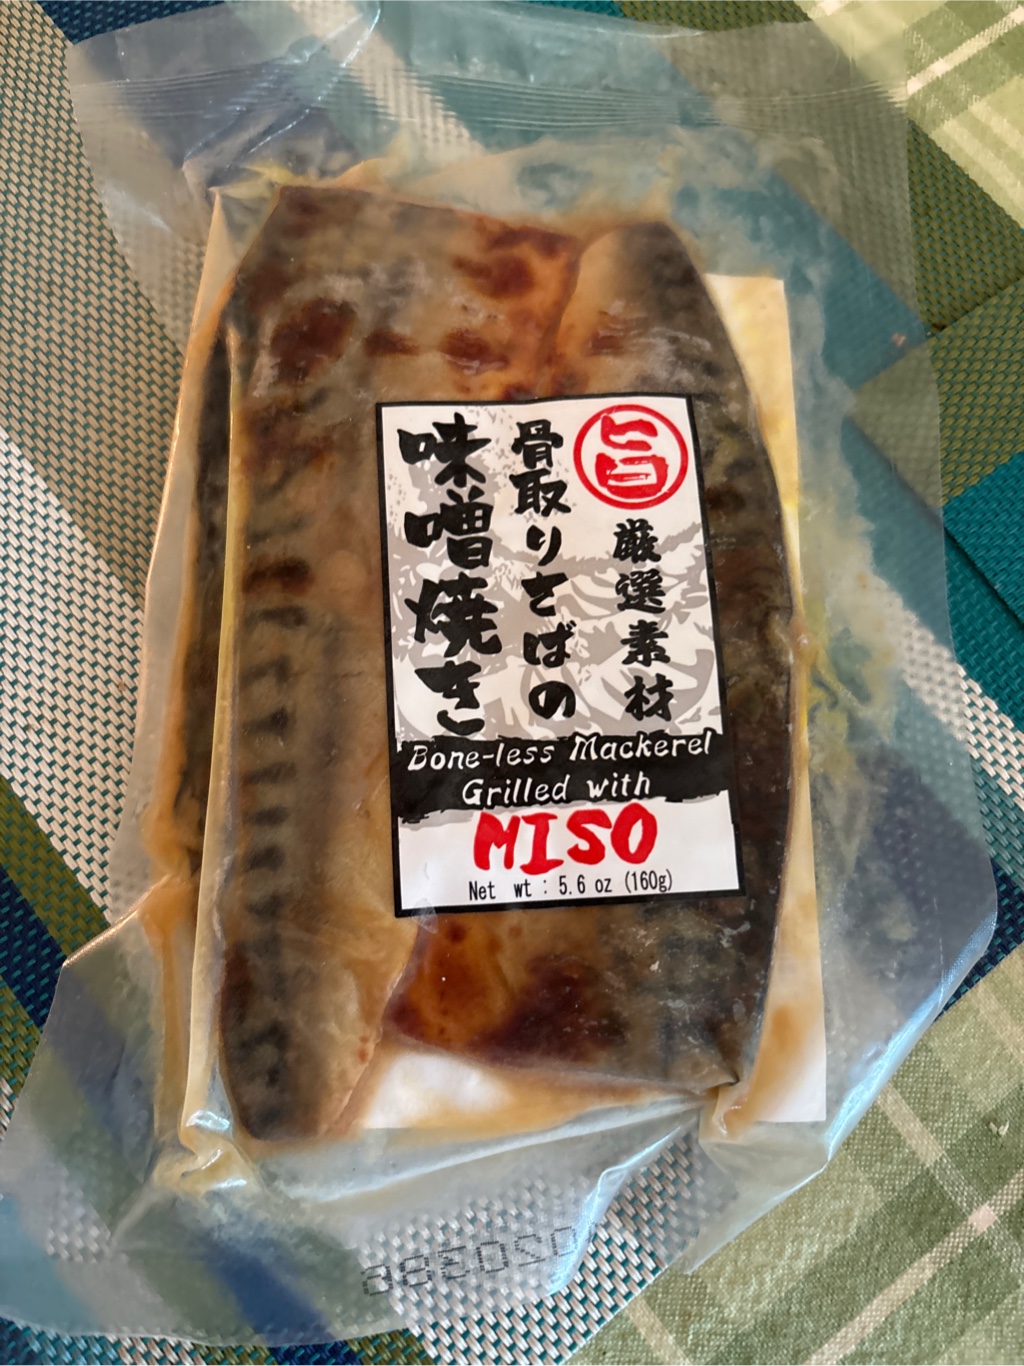 旨
厳選素材
骨取りさばの
味噌焼き
Bone-less Mackerel
Grilled with
MISO
Net wt : 5.6 oz (160g)